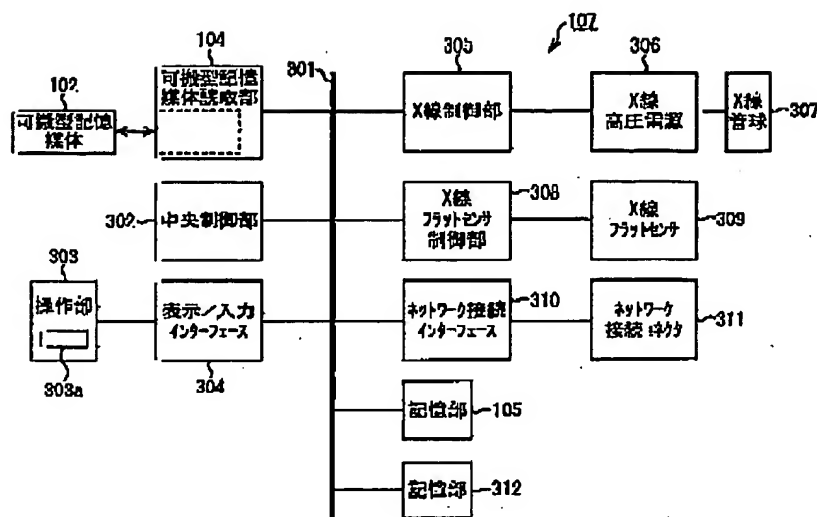 107
104
301
305
306
102
可搬型記憶
媒体読取部
可搬型記憶
媒体
X線制御部
X線
高圧電源
X線
管球
307
302
中央制御部
X線
フラットセンサ
制御部
308
X線
フラットセンサ
309
303
操作部
303a
表示/入力
インターフェース
304
ネットワーク接続
インターフェース
310
ネットワーク
接続コネクタ
311
記憶部
105
記憶部
312